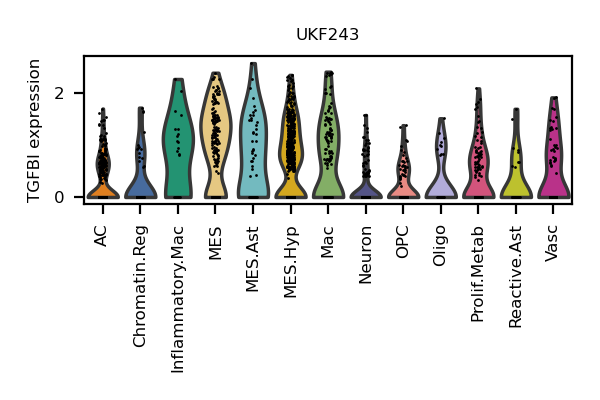 UKF243
TGFBI expression
2
0
AC
Chromatin.Reg
Inflammatory.Mac
MES
MES.Ast
MES.Hyp
Mac
Neuron
OPC
Oligo
Prolif.Metab
Reactive.Ast
Vasc